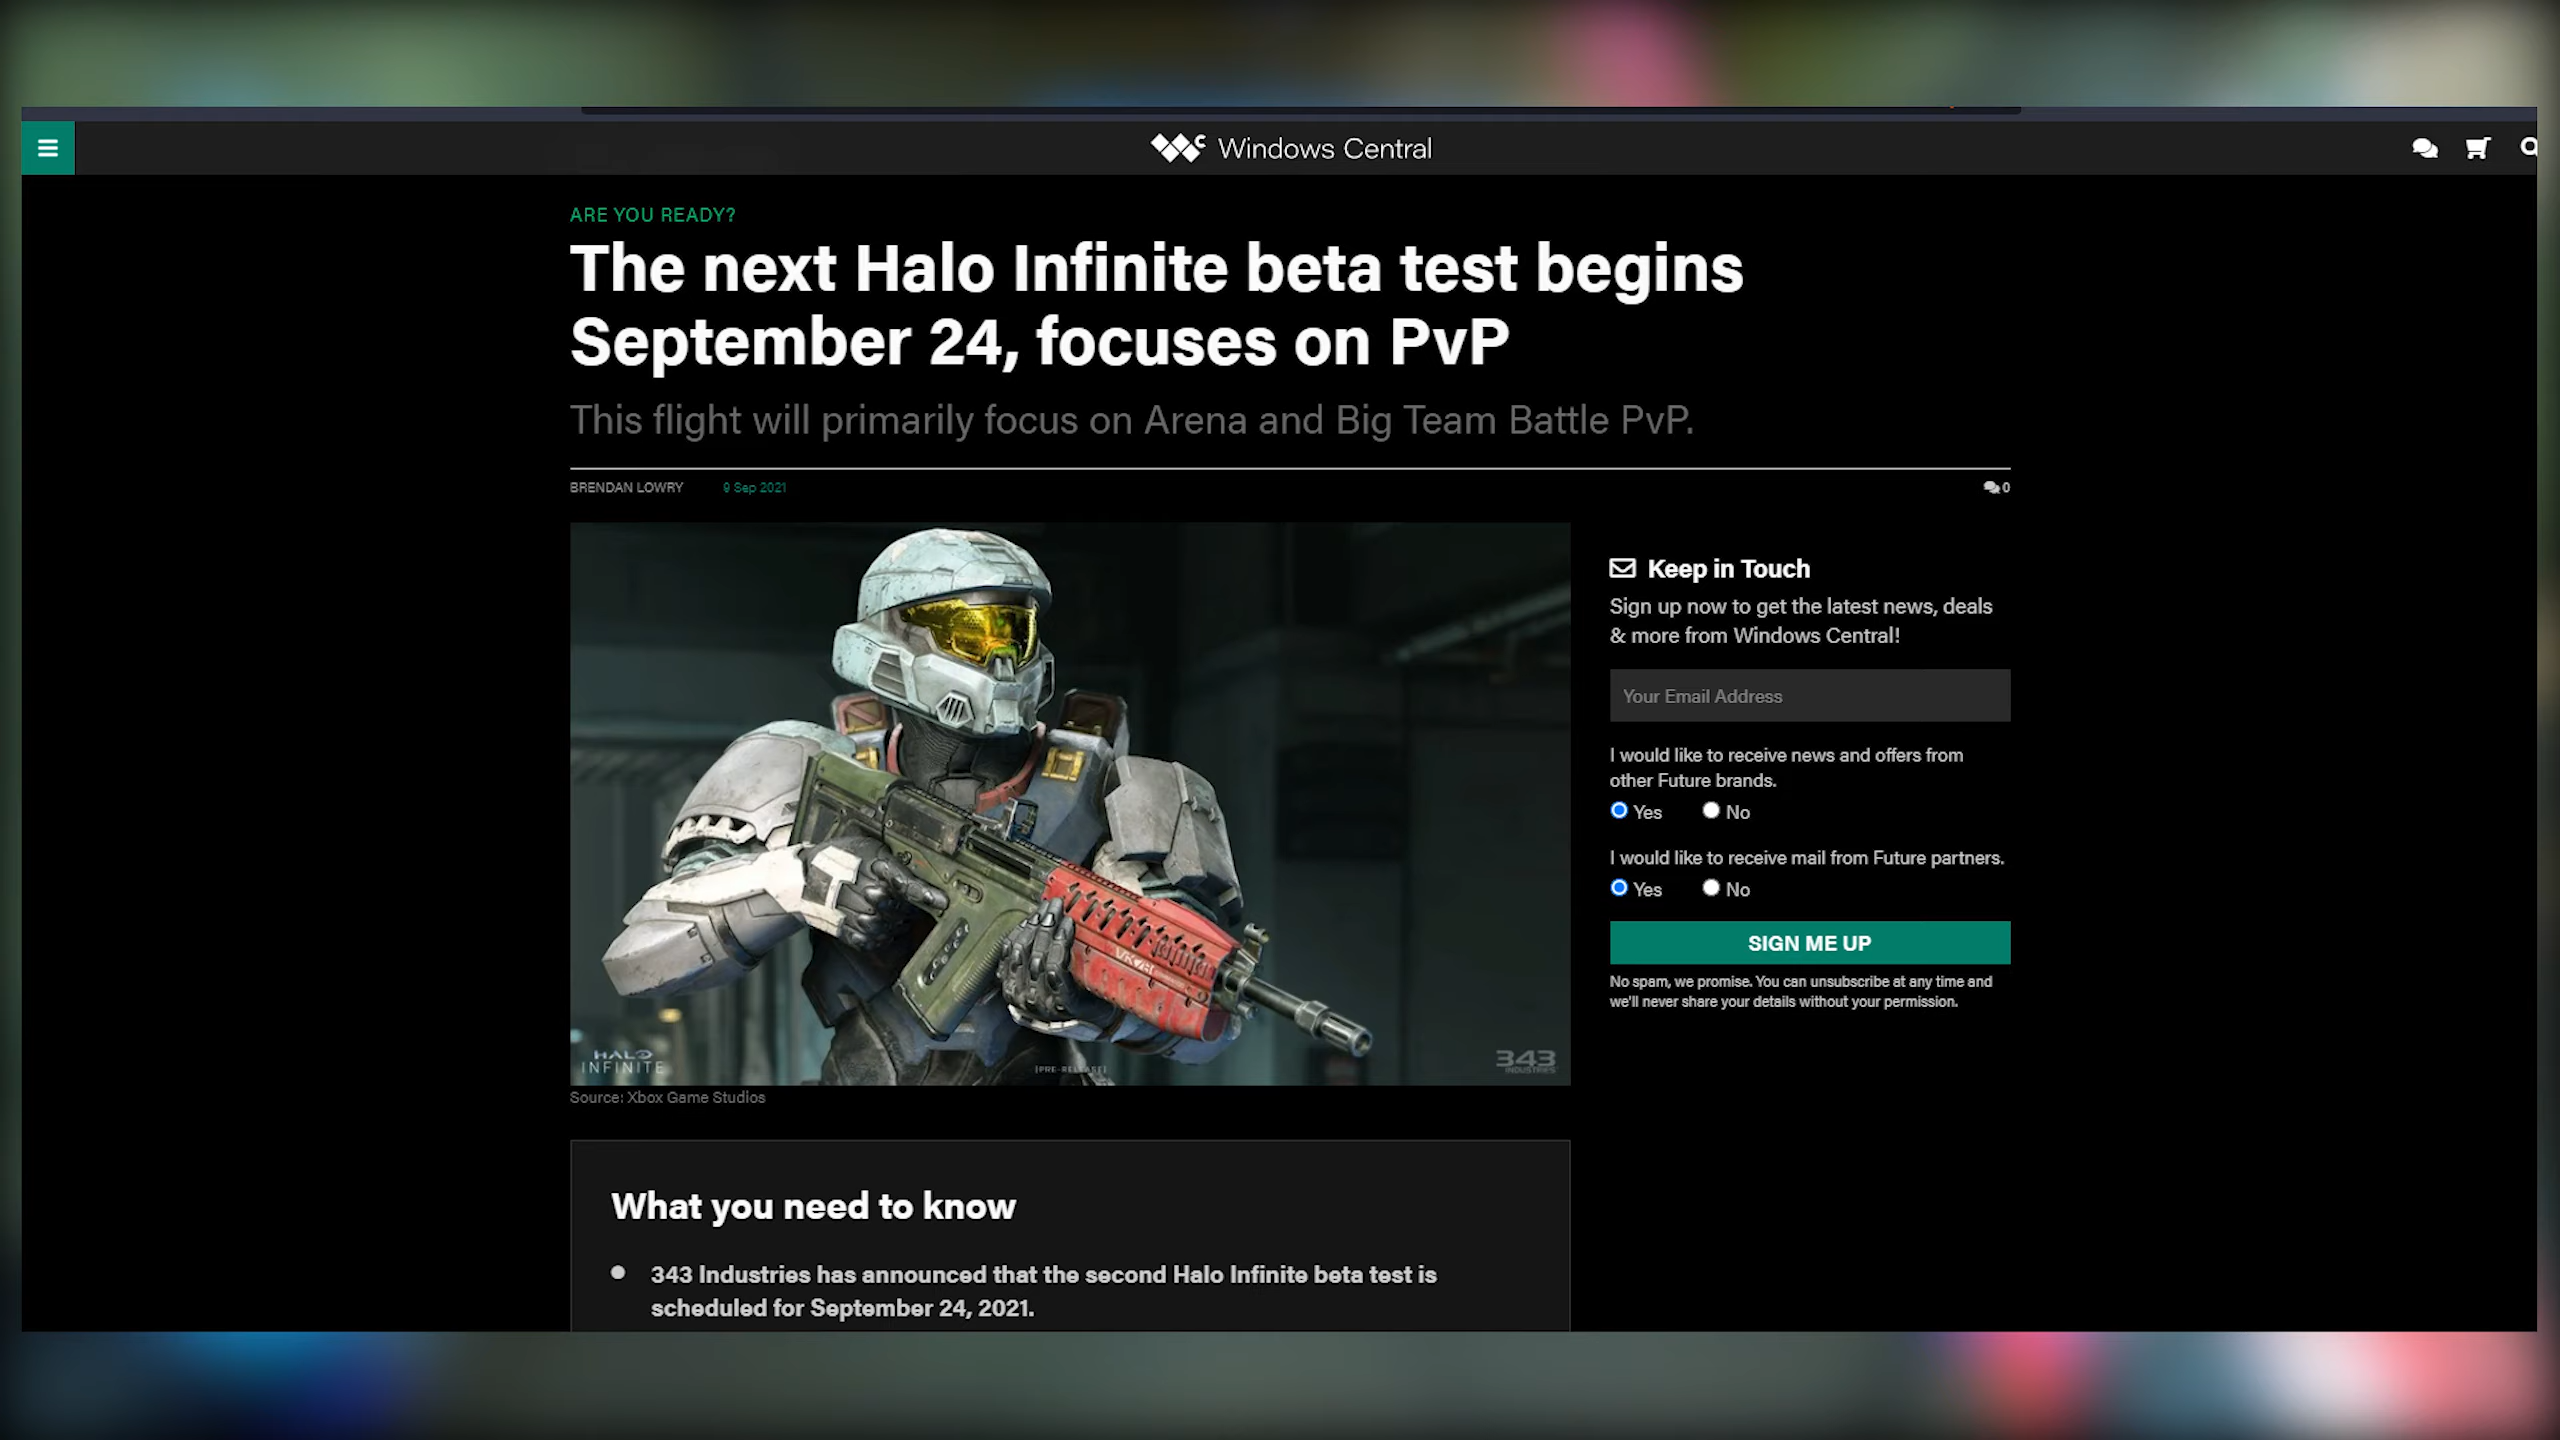 Windows Central
ARE YOU READY?
The next Halo Infinite beta test begins
September 24, focuses on PvP
This flight will primarily focus on Arena and Big Team Battle PvP.
BRENDAN LOWRY 9 Sep 2021 0
HALO
INFINITE
[PRE-RELEASE]
343
INDUSTRIES
Source: Xbox Game Studios
Keep in Touch
Sign up now to get the latest news, deals
& more from Windows Central!
Your Email Address
I would like to receive news and offers from
other Future brands.
Yes No
I would like to receive mail from Future partners.
Yes No
SIGN ME UP
No spam, we promise. You can unsubscribe at any time and
we'll never share your details without your permission.
What you need to know
343 Industries has announced that the second Halo Infinite beta test is
scheduled for September 24, 2021.